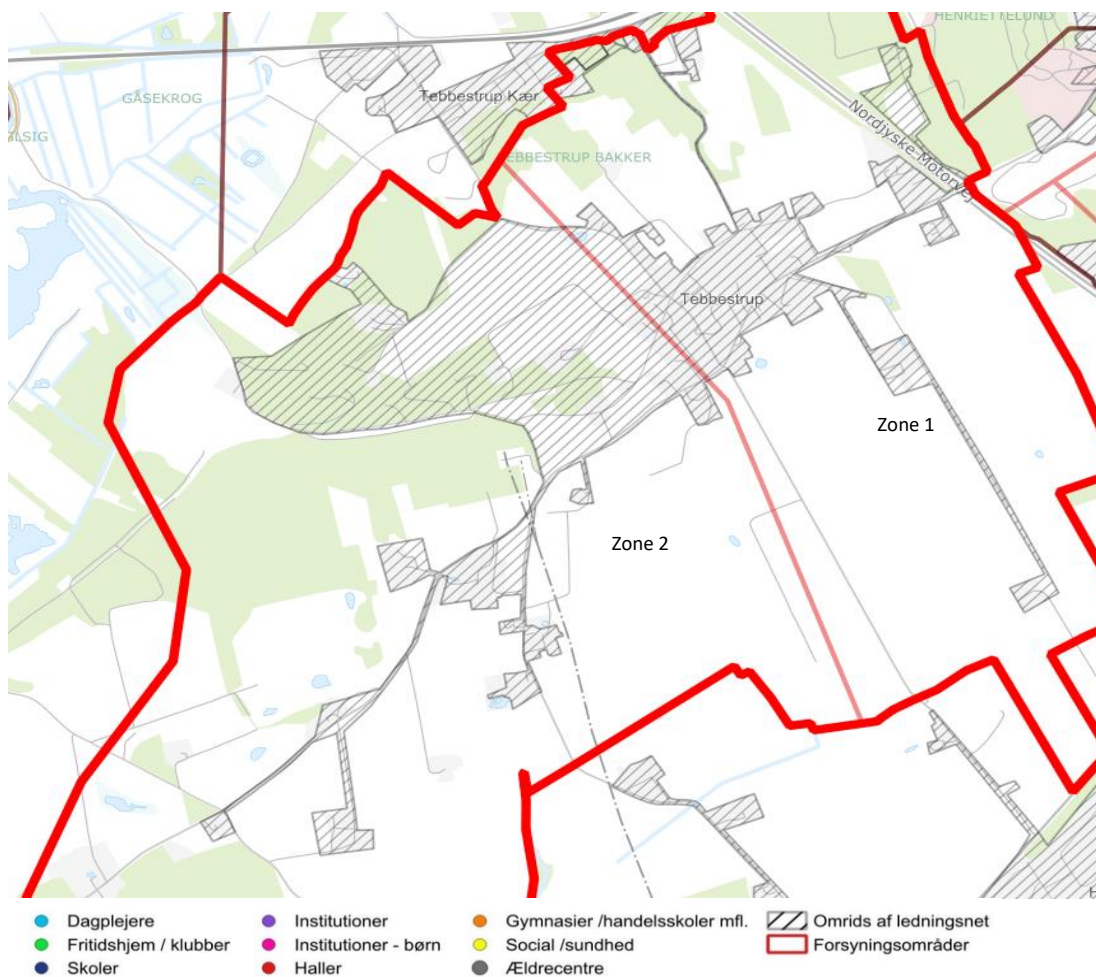 HENRIETTELUND
GÅSEKROG
Tebbestrup Kær
Nordjyske Motorvej
EBBESTRUP BAKKER
Tebbestrup
Zone 1
Zone 2
Dagplejere
Institutioner
Gymnasier /handelsskoler mfl.
Omrids af ledningsnet
Fritidshjem / klubber
Institutioner - børn
Social /sundhed
Forsyningsområder
Skoler
Haller
Ældrecentre